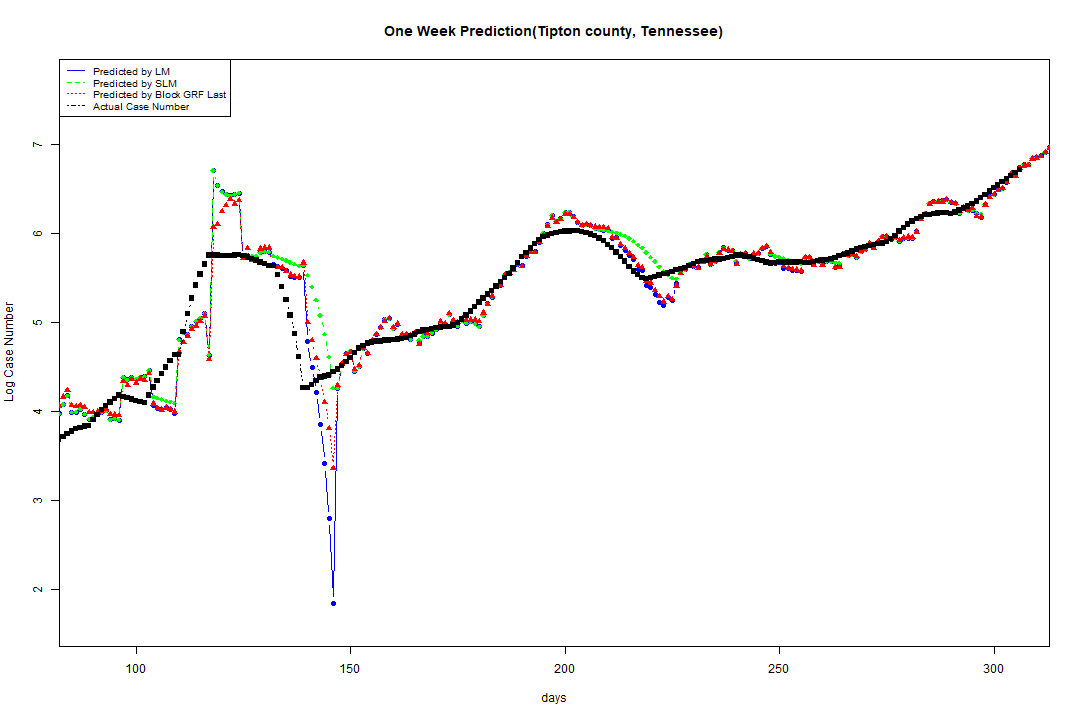 One Week Prediction(Tipton county, Tennessee)
Predicted by LM
Predicted by SLM
Predicted by Block GRF Last
Actual Case Number
7
6
5
4
3
2
Log Case Number
100 150 200 250 300
days